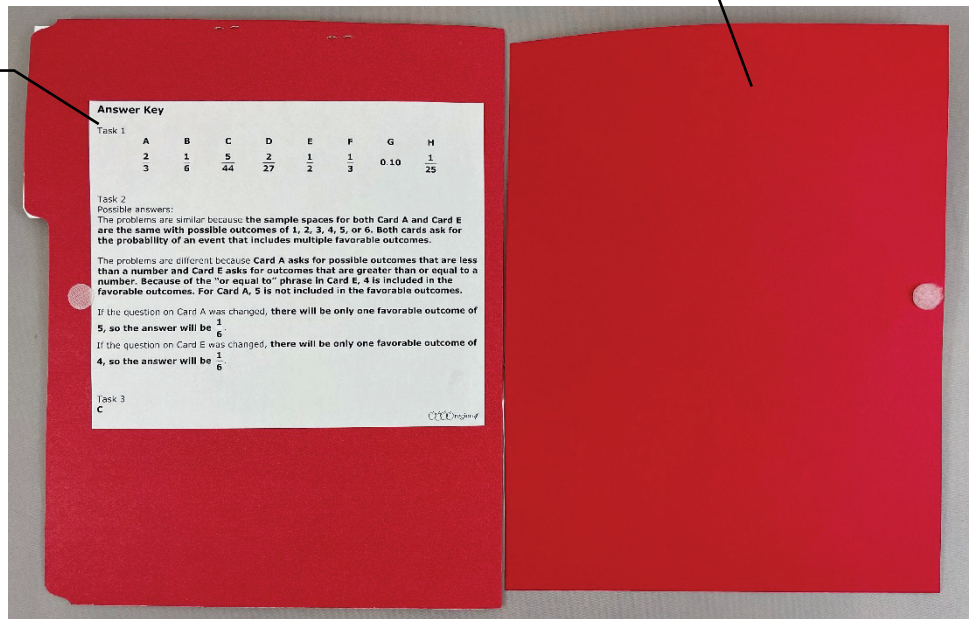 Answer Key
Task 1
A B C D E F G H
2/3 1/6 5/44 2/27 1/2 1/3 0.10 1/25
Task 2
Possible answers:
The problems are similar because the sample spaces for both Card A and Card E
are the same with possible outcomes of 1, 2, 3, 4, 5, or 6. Both cards ask for
the probability of an event that includes multiple favorable outcomes.
The problems are different because Card A asks for possible outcomes that are less
than a number and Card E asks for outcomes that are greater than or equal to a
number. Because of the “or equal to” phrase in Card E, 4 is included in the
favorable outcomes. For Card A, 5 is not included in the favorable outcomes.
If the question on Card A was changed, there will be only one favorable outcome of
5, so the answer will be 1/6.
If the question on Card E was changed, there will be only one favorable outcome of
4, so the answer will be 1/6.
Task 3
C
region4